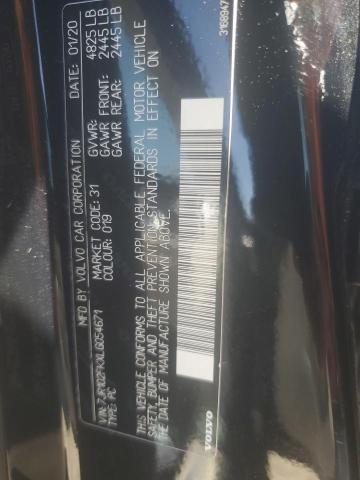 MFD BY VOLVO CAR CORPORATION DATE: 01/20
MARKET CODE: 31 GVWR: 4825 LB
COLOUR: 019 GAWR FRONT: 2445 LB
GAWR REAR: 2445 LB
TYPE: PC
THIS VEHICLE CONFORMS TO ALL APPLICABLE FEDERAL MOTOR VEHICLE
SAFETY, BUMPER AND THEFT PREVENTION STANDARDS IN EFFECT ON
THE DATE OF MANUFACTURE SHOWN ABOVE.
VOLVO